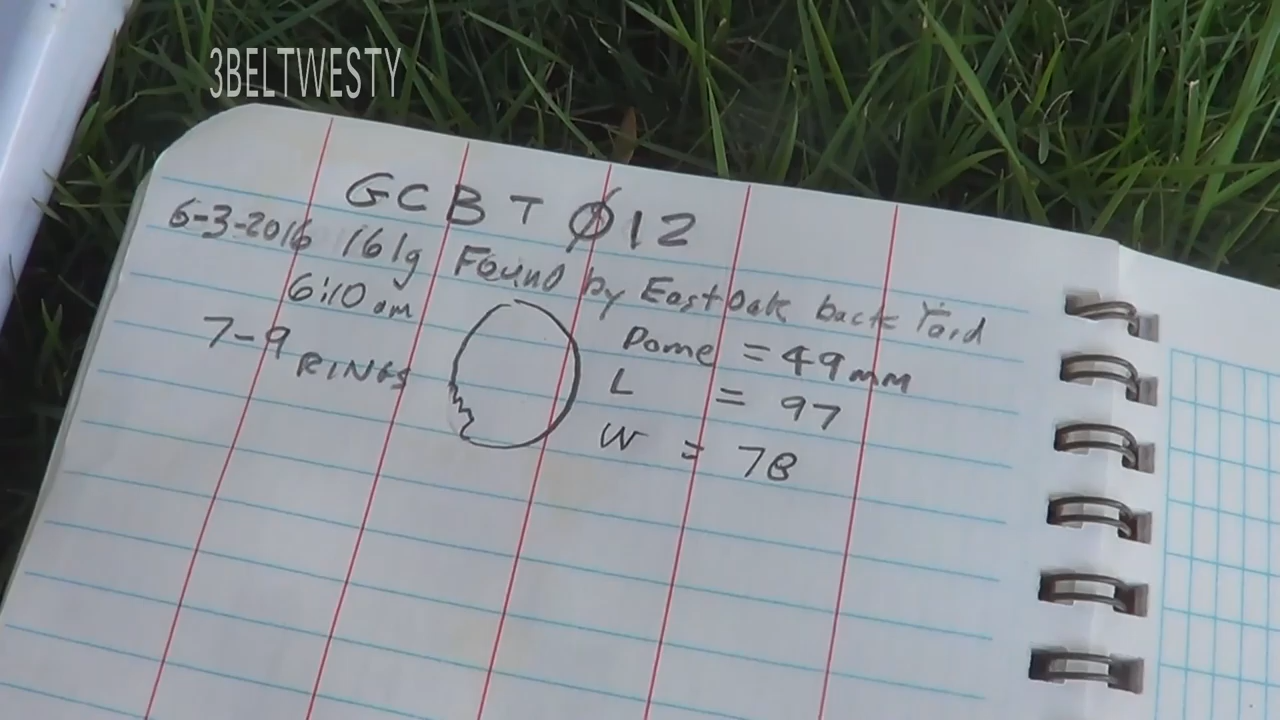 3BELTWESTY
GCBT Ø12
6-3-2016 161g Found by East Oak back Yard
6:10 am
7-9 RINGS
Dome = 49mm
L = 97
W = 78